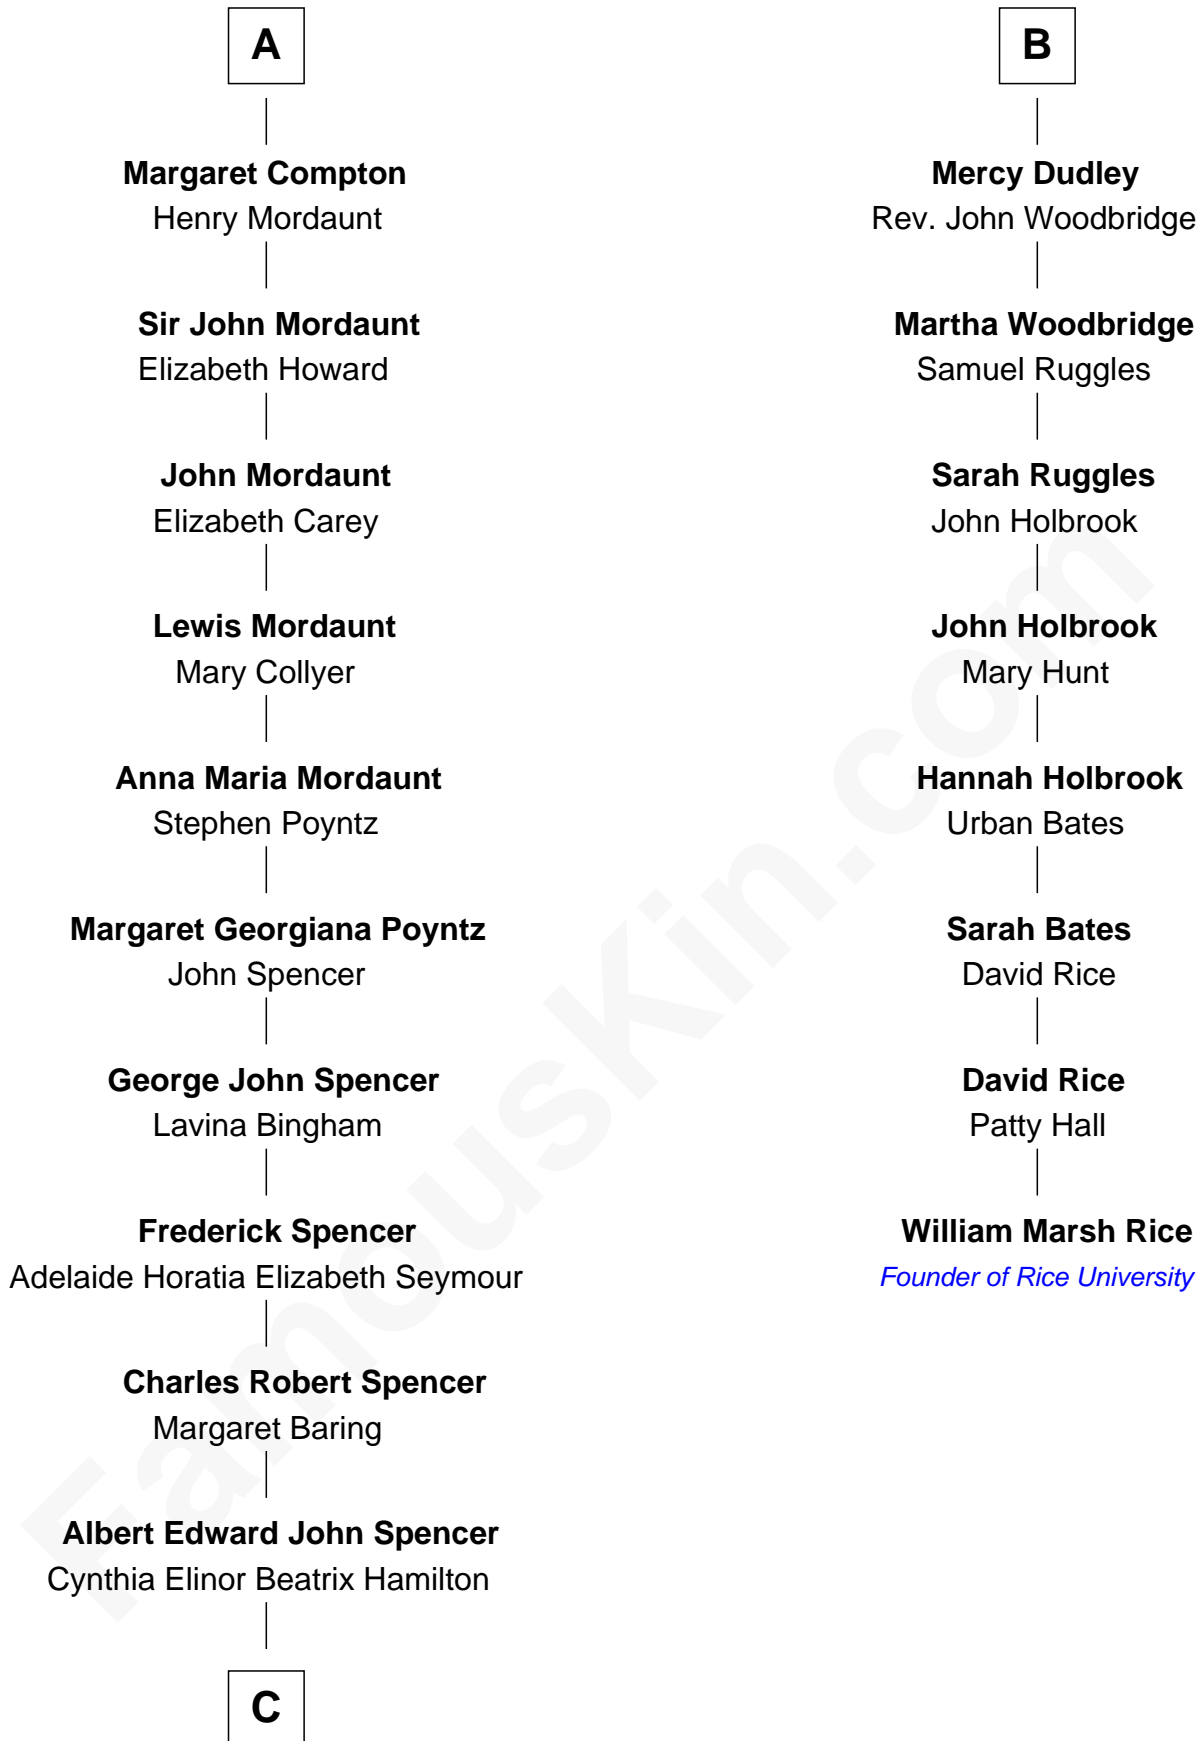 A
Margaret Compton
Henry Mordaunt
Sir John Mordaunt
Elizabeth Howard
John Mordaunt
Elizabeth Carey
Lewis Mordaunt
Mary Collyer
Anna Maria Mordaunt
Stephen Poyntz
Margaret Georgiana Poyntz
John Spencer
George John Spencer
Lavina Bingham
Frederick Spencer
Adelaide Horatia Elizabeth Seymour
Charles Robert Spencer
Margaret Baring
Albert Edward John Spencer
Cynthia Elinor Beatrix Hamilton
C
B
Mercy Dudley
Rev. John Woodbridge
Martha Woodbridge
Samuel Ruggles
Sarah Ruggles
John Holbrook
John Holbrook
Mary Hunt
Hannah Holbrook
Urban Bates
Sarah Bates
David Rice
David Rice
Patty Hall
William Marsh Rice
Founder of Rice University
FamousKin.com